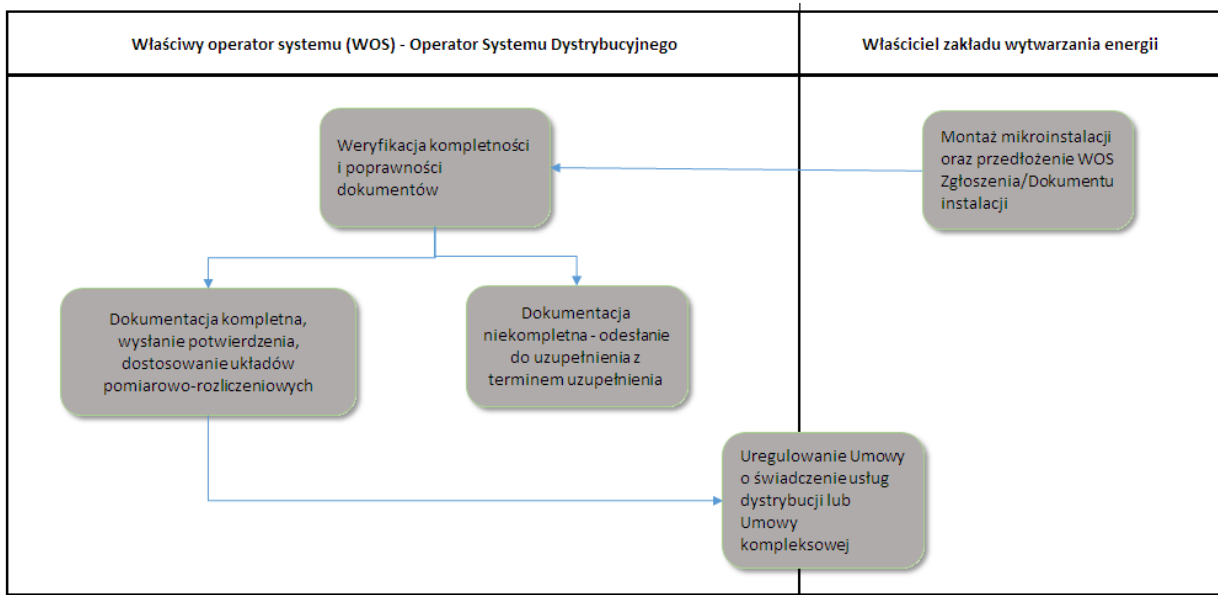 Właściwy operator systemu (WOS) - Operator Systemu Dystrybucyjnego
Właściciel zakładu wytwarzania energii
Weryfikacja kompletności
i poprawności
dokumentów
Montaż mikroinstalacji
oraz przedłożenie WOS
Zgłoszenia/Dokumentu
instalacji
Dokumentacja kompletna,
wysłanie potwierdzenia,
dostosowanie układów
pomiarowo-rozliczeniowych
Dokumentacja
niekompletna - odesłanie
do uzupełnienia z
terminem uzupełnienia
Uregulowanie Umowy
o świadczenie usług
dystrybucji lub
Umowy
kompleksowej